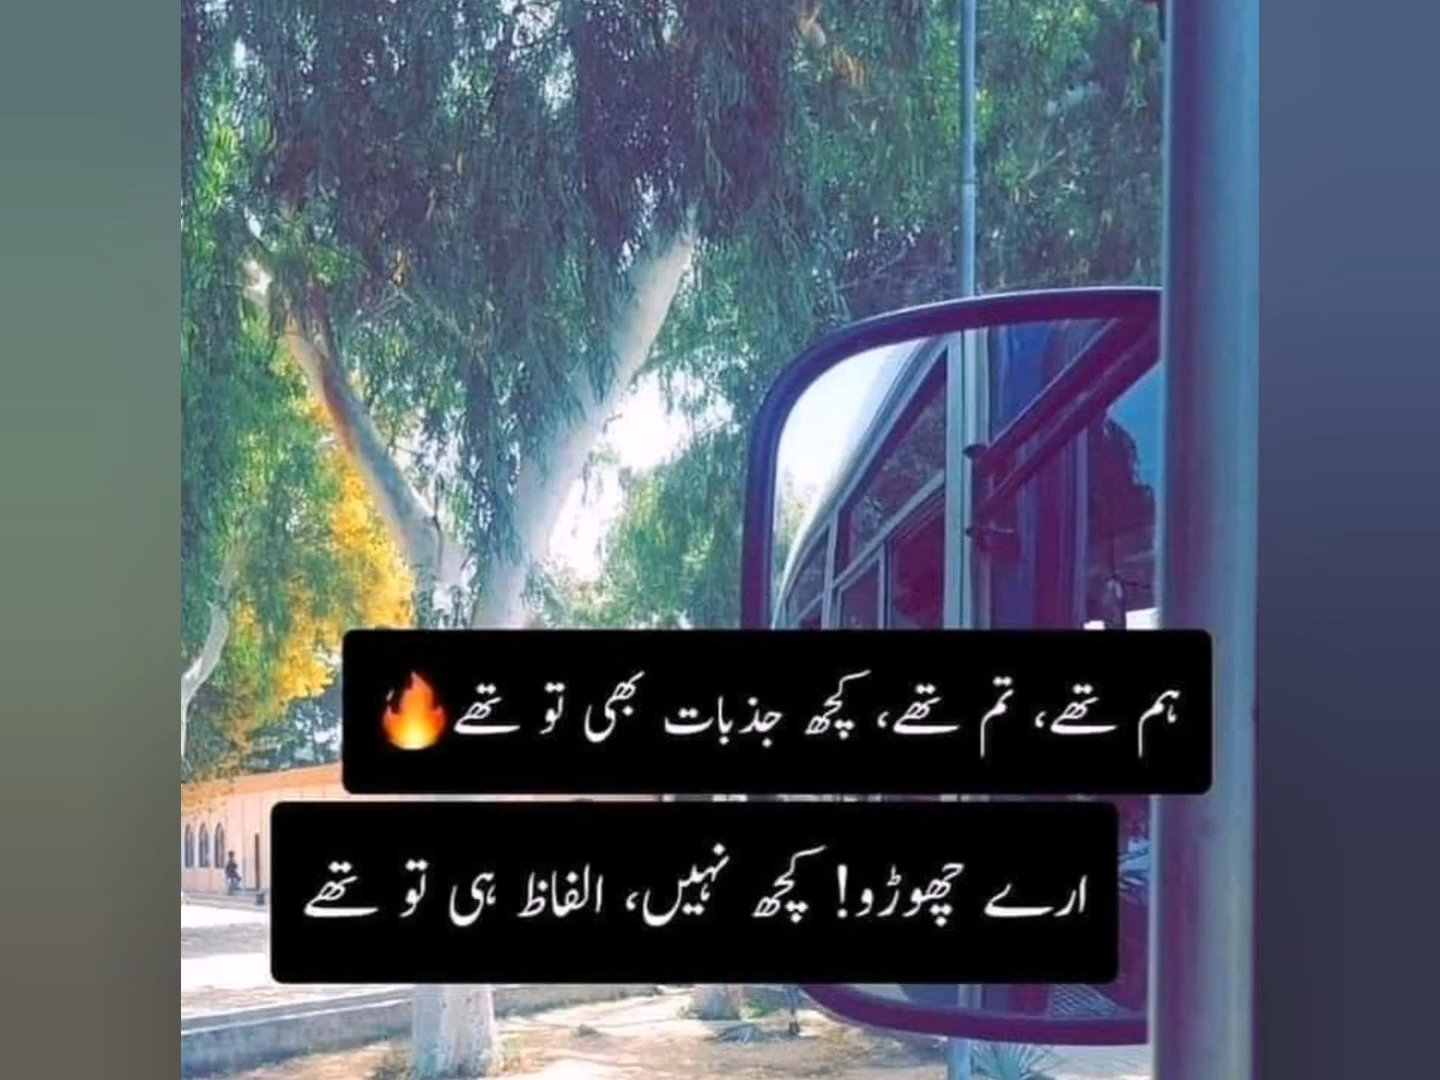 ہم تھے، تم تھے، کچھ جذبات بھی تو تھے🔥
ارے چھوڑو! کچھ نہیں، الفاظ ہی تو تھے